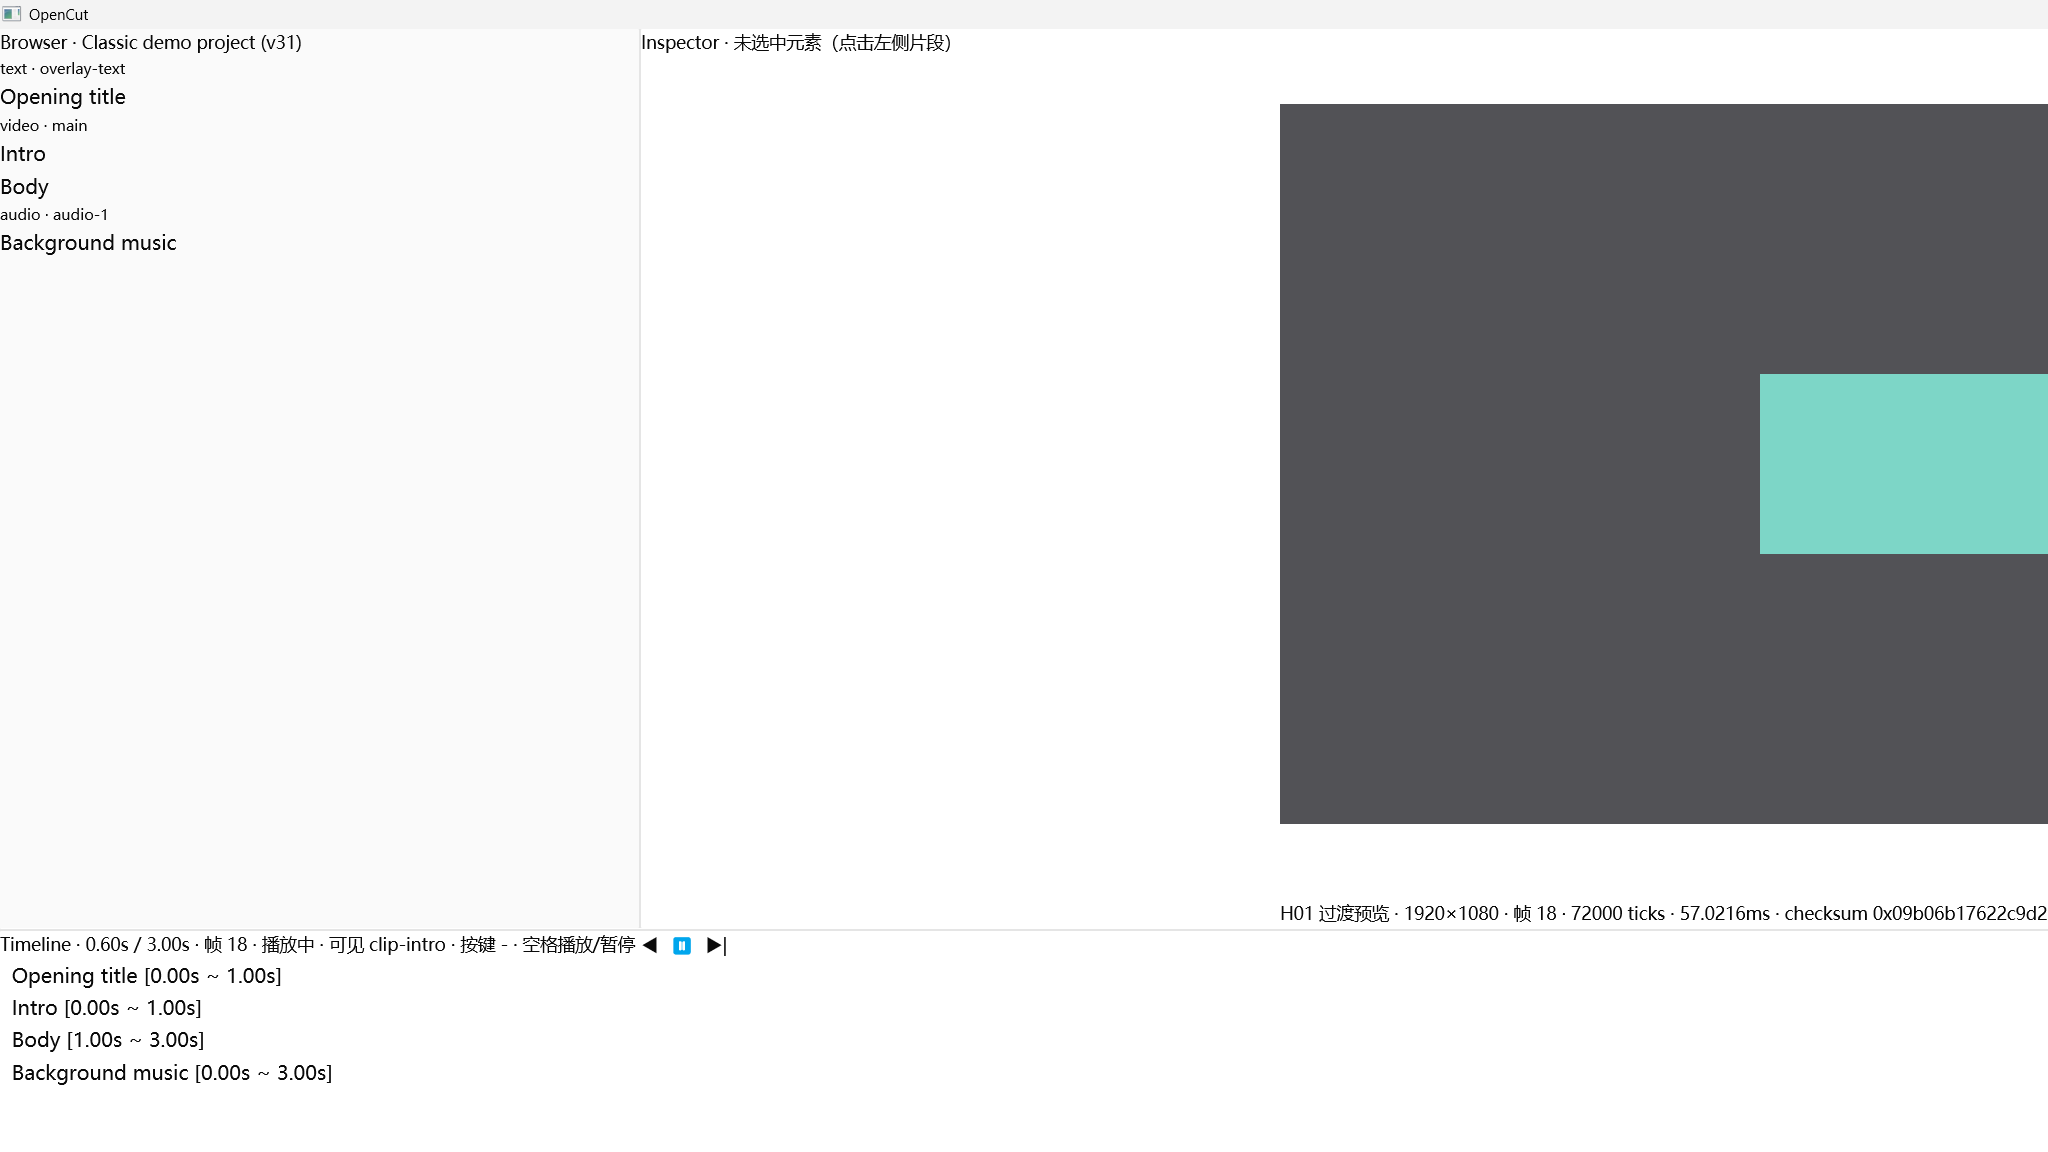 OpenCut
Browser · Classic demo project (v31)
text · overlay-text
Opening title
video · main
Intro
Body
audio · audio-1
Background music
Inspector · 未选中元素（点击左侧片段）
H01 过渡预览 · 1920×1080 · 帧 18 · 72000 ticks · 57.0216ms · checksum 0x09b06b17622c9d2
Timeline · 0.60s / 3.00s · 帧 18 · 播放中 · 可见 clip-intro · 按键 - · 空格播放/暂停 ◀ ⏸ ▶|
Opening title [0.00s ~ 1.00s]
Intro [0.00s ~ 1.00s]
Body [1.00s ~ 3.00s]
Background music [0.00s ~ 3.00s]